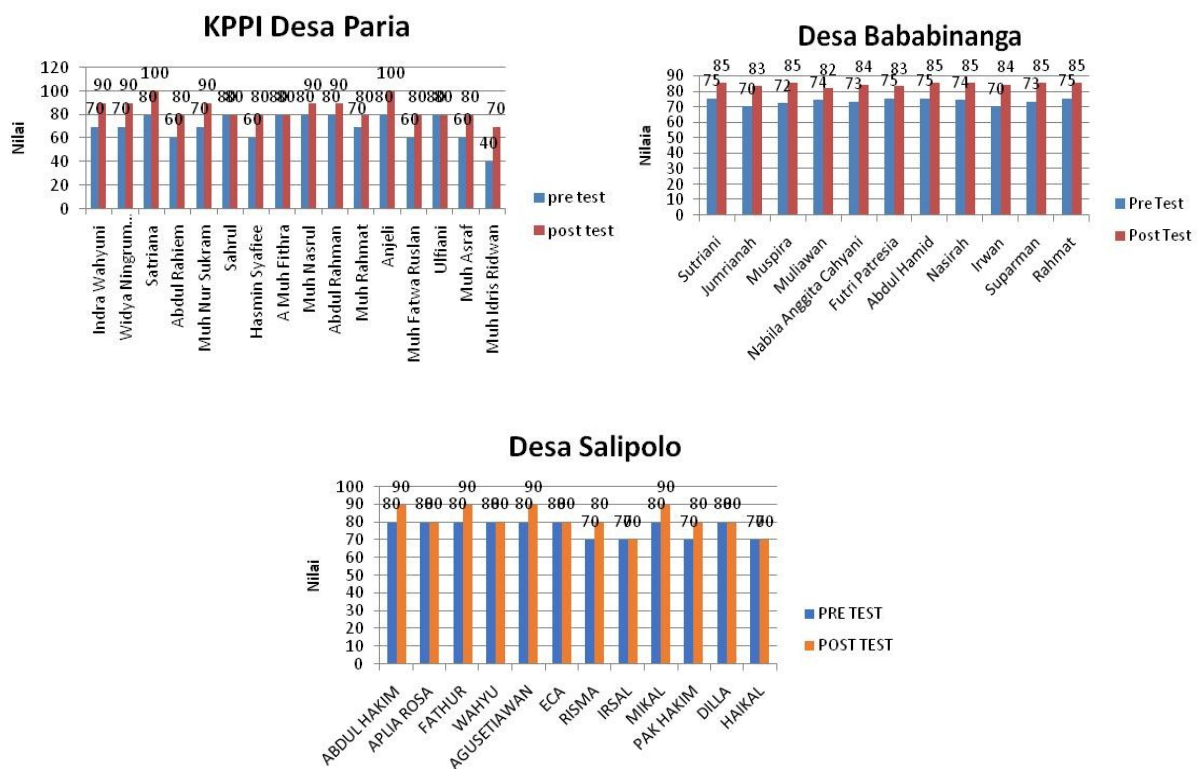 KPPI Desa Paria
Nilai
120
100
80
60
40
20
0
70 90 70 90 80 100 60 80 70 90 80 80 60 80 80 80 80 90 80 90 70 80 80 100 60 80 80 80 60 80 40 70
Indra Wahyuni
Widya Ningrum...
Satriana
Abdul Rahiem
Muh Nur Sukram
Sahrul
Hasmin Syafiee
A Muh Fithra
Muh Nasrul
Abdul Rahman
Muh Rahmat
Anjeli
Muh Fatwa Ruslan
Ulfiani
Muh Asraf
Muh Idris Ridwan
pre test
post test
Desa Bababinanga
Nilaia
90
80
70
60
50
40
30
20
10
0
85 83 85 82 84 83 85 85 84 85 85
75 70 72 74 73 75 75 74 70 73 75
Sutriani
Jumrianah
Muspira
Muliawan
Nabila Anggita Cahyani
Futri Patresia
Abdul Hamid
Nasirah
Irwan
Suparman
Rahmat
Pre Test
Post Test
Desa Salipolo
Nilai
100
90
80
70
60
50
40
30
20
10
0
80 90 80 80 80 90 80 80 80 90 80 80 70 80 70 70 80 90 70 80 80 80 70 70
ABDUL HAKIM
APLIA ROSA
FATHUR
WAHYU
AGUSETIAWAN
ECA
RISMA
IRSAL
MIKAL
PAK HAKIM
DILLA
HAIKAL
PRE TEST
POST TEST